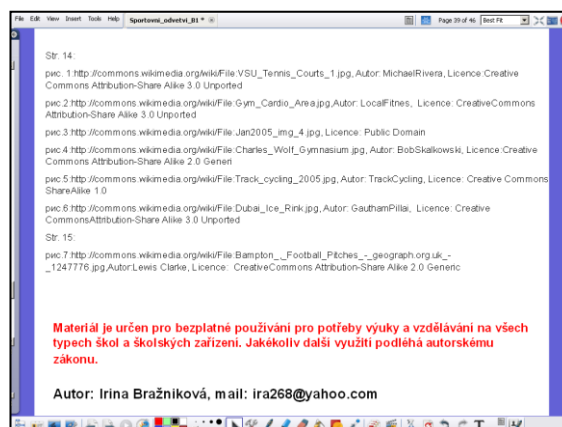 File Edit View Insert Tools Help Sportovni_odvetvi_B1 * Page 39 of 46 Best Fit
Str. 14:
рис. 1:http://commons.wikimedia.org/wiki/File:VSU_Tennis_Courts_1.jpg, Autor: MichaelRivera, Licence:Creative
Commons Attribution-Share Alike 3.0 Unported
рис.2:http://commons.wikimedia.org/wiki/File:Gym_Cardio_Area.jpg,Autor: LocalFitnes, Licence: CreativeCommons
Attribution-Share Alike 3.0 Unported
рис.3:http://commons.wikimedia.org/wiki/File:Jan2005_img_4.jpg, Licence: Public Domain
рис.4:http://commons.wikimedia.org/wiki/File:Charles_Wolf_Gymnasium.jpg, Autor: BobSkalkowski, Licence:Creative
Commons Attribution-Share Alike 2.0 Generi
рис.5:http://commons.wikimedia.org/wiki/File:Track_cycling_2005.jpg, Autor: TrackCycling, Licence: Creative Commons
ShareAlike 1.0
рис.6:http://commons.wikimedia.org/wiki/File:Dubai_Ice_Rink.jpg, Autor: GauthamPillai, Licence: Creative
CommonsAttribution-Share Alike 3.0 Unported
Str. 15:
рис.7:http://commons.wikimedia.org/wiki/File:Bampton_,_Football_Pitches_-_geograph.org.uk_-
_1247776.jpg,Autor:Lewis Clarke, Licence: CreativeCommons Attribution-Share Alike 2.0 Generic
Materiál je určen pro bezplatné používání pro potřeby výuky a vzdělávání na všech
typech škol a školských zařízení. Jakékoliv další využití podléhá autorskému
zákonu.
Autor: Irina Bražniková, mail: ira268@yahoo.com